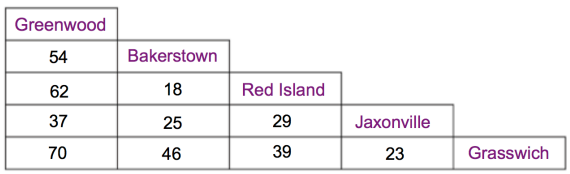 Greenwood
54 Bakerstown
62 18 Red Island
37 25 29 Jaxonville
70 46 39 23 Grasswich